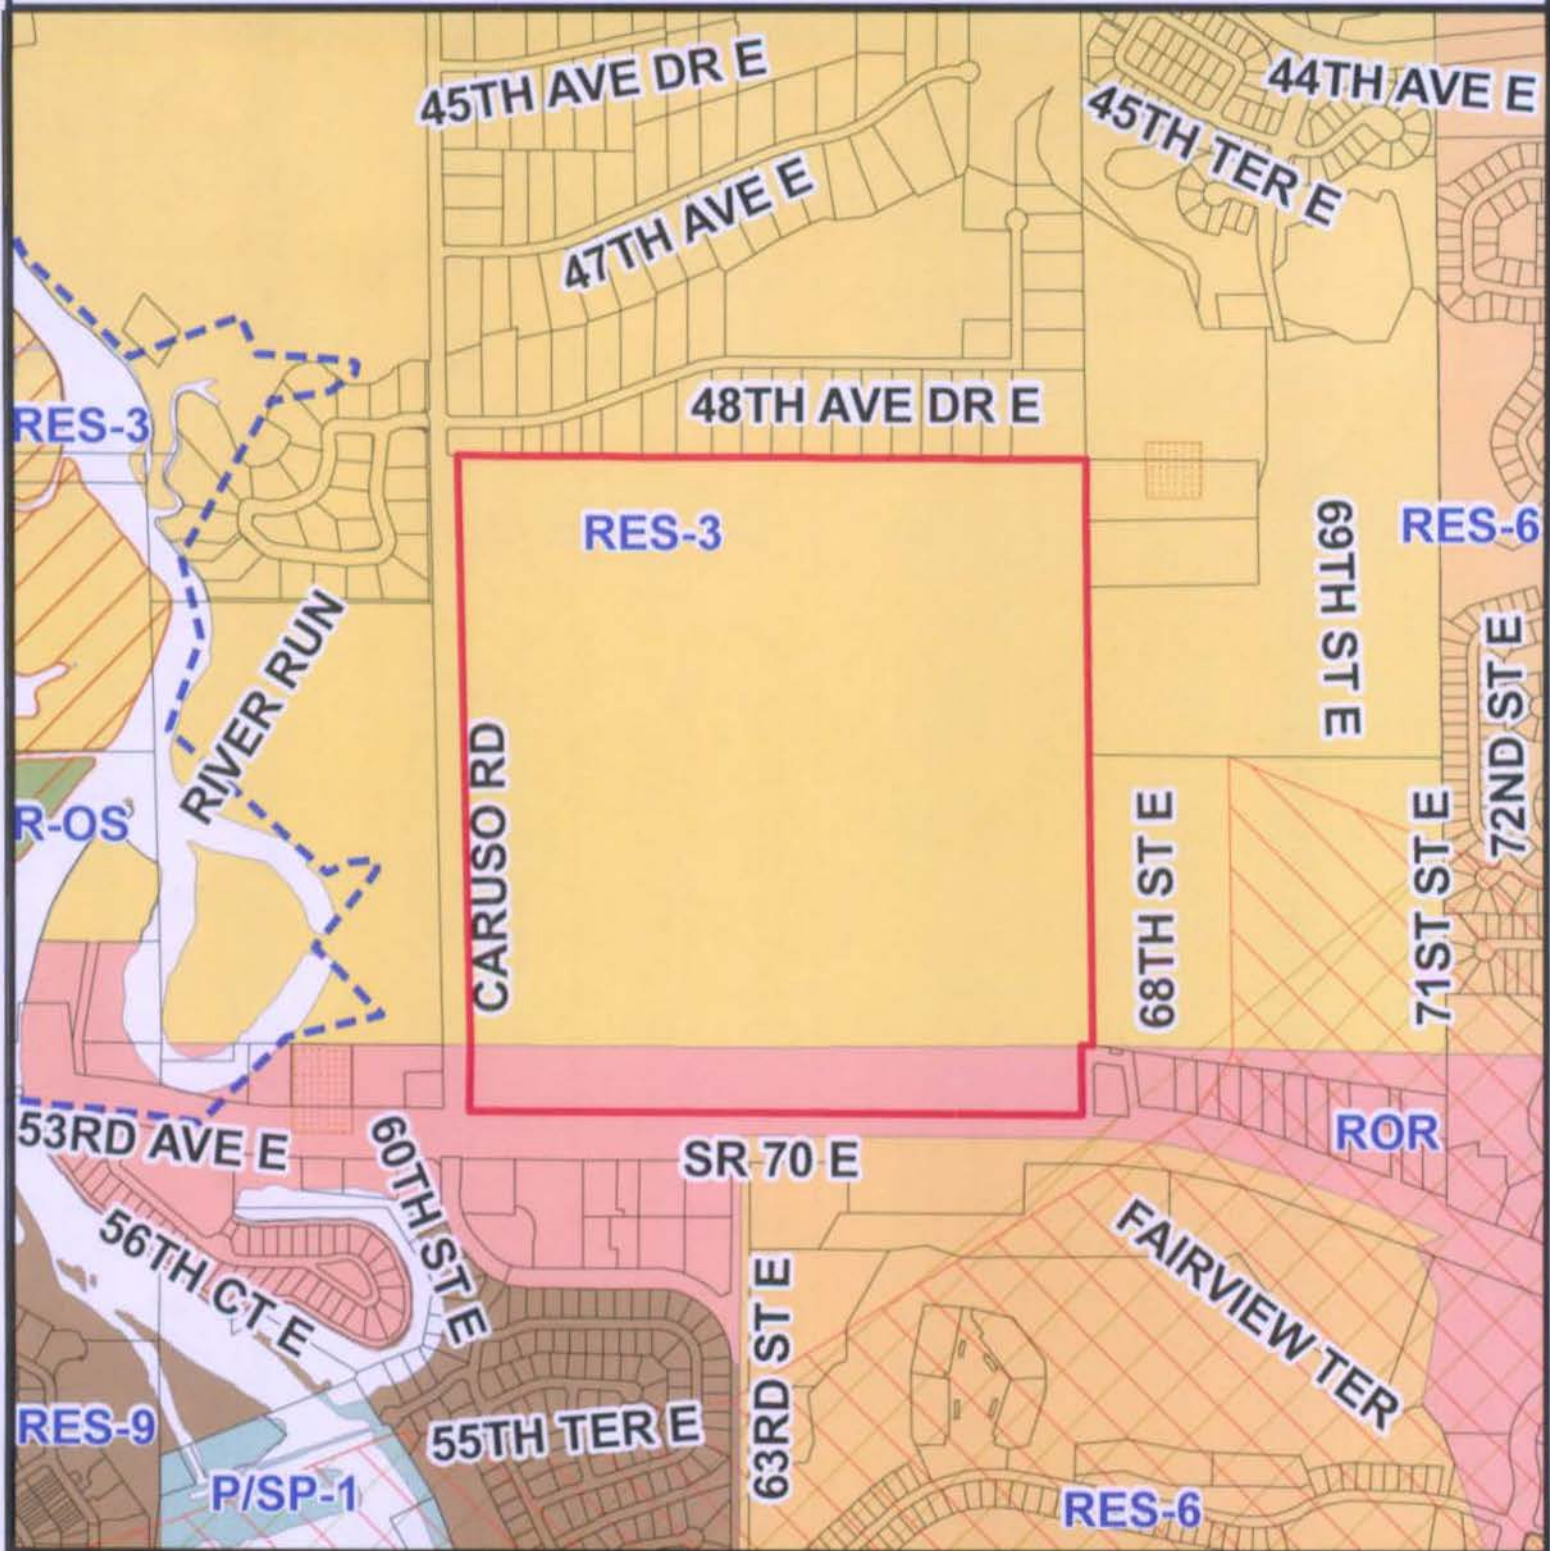 45TH AVE DR E
44TH AVE E
45TH TER E
47TH AVE E
48TH AVE DR E
RES-3
RES-3
RES-6
69TH ST E
RIVER RUN
72ND ST E
CARUSO RD
R-OS
68TH ST E
71ST ST E
53RD AVE E
60TH ST E
SR 70 E
ROR
56TH CT E
FAIRVIEW TER
63RD ST E
RES-9
55TH TER E
P/SP-1
RES-6